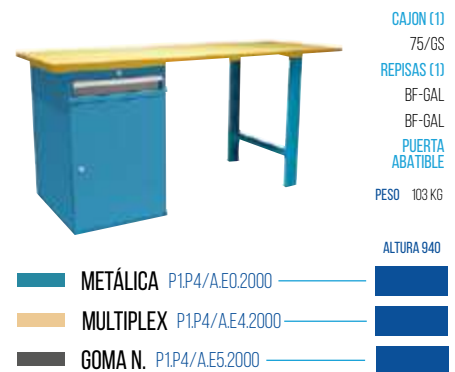 CAJON (1)
75/GS
REPISAS (1)
BF-GAL
BF-GAL
PUERTA
ABATIBLE
PESO 103 KG
ALTURA 940
METÁLICA P1.P4/A.E0.2000
MULTIPLEX P1.P4/A.E4.2000
GOMA N. P1.P4/A.E5.2000